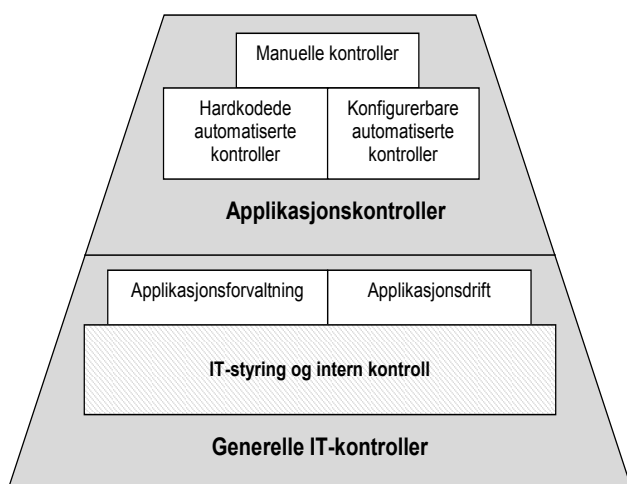 Manuelle kontroller
Hardkodede
automatiserte
kontroller
Konfigurerbare
automatiserte
kontroller
Applikasjonskontroller
Applikasjonsforvaltning
Applikasjonsdrift
IT-styring og intern kontroll
Generelle IT-kontroller